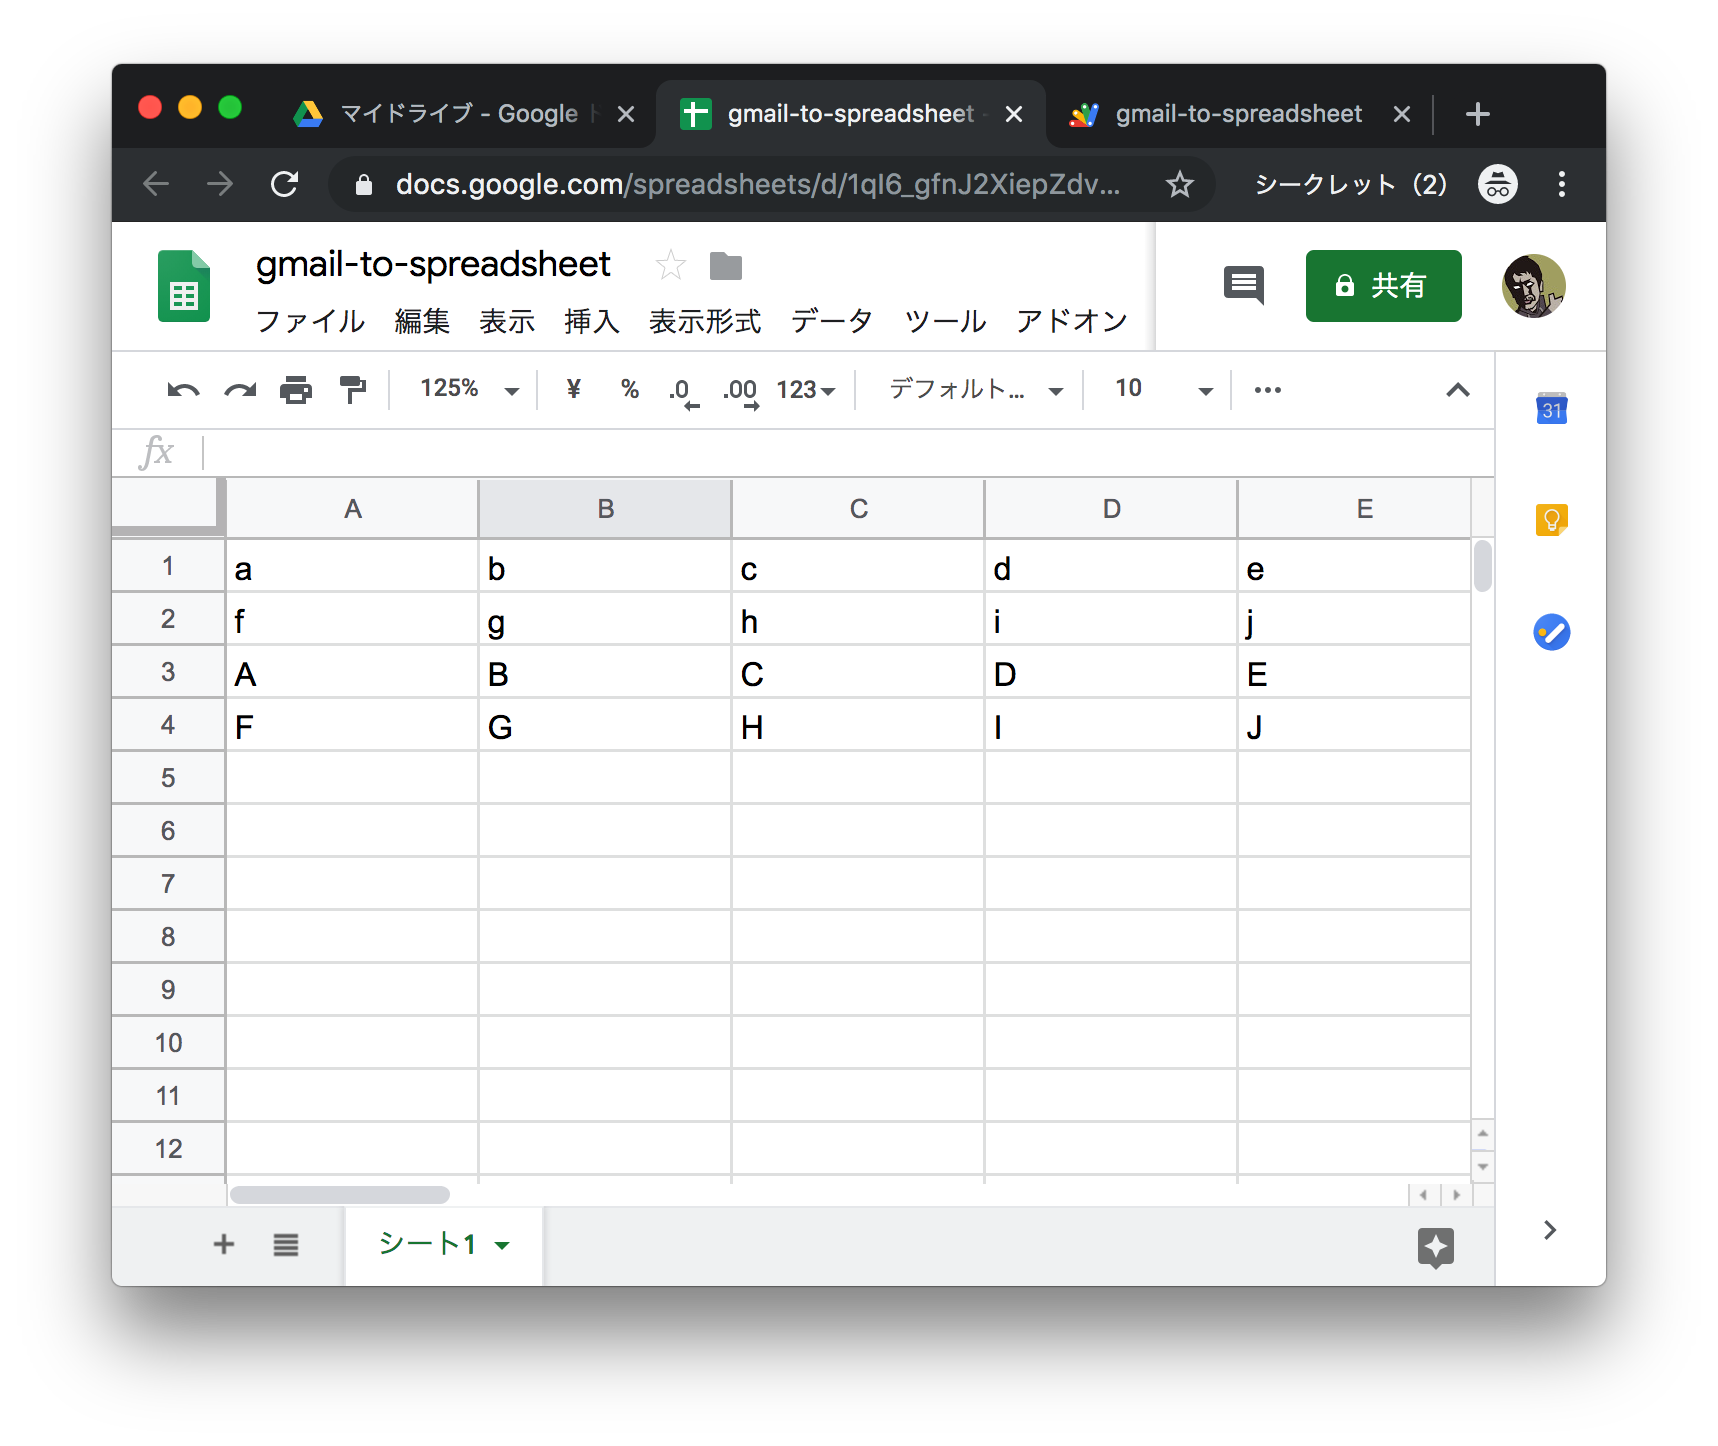 マイドライブ - Google
gmail-to-spreadsheet -
gmail-to-spreadsheet
docs.google.com/spreadsheets/d/1qI6_gfnJ2XiepZdv...
シークレット (2)
gmail-to-spreadsheet
共有
ファイル 編集 表示 挿入 表示形式 データ ツール アドオン
125% ¥ % .0 .00 123 デフォルト... 10
31
fx
A B C D E
1 a b c d e
2 f g h i j
3 A B C D E
4 F G H I J
5
6
7
8
9
10
11
12
シート1